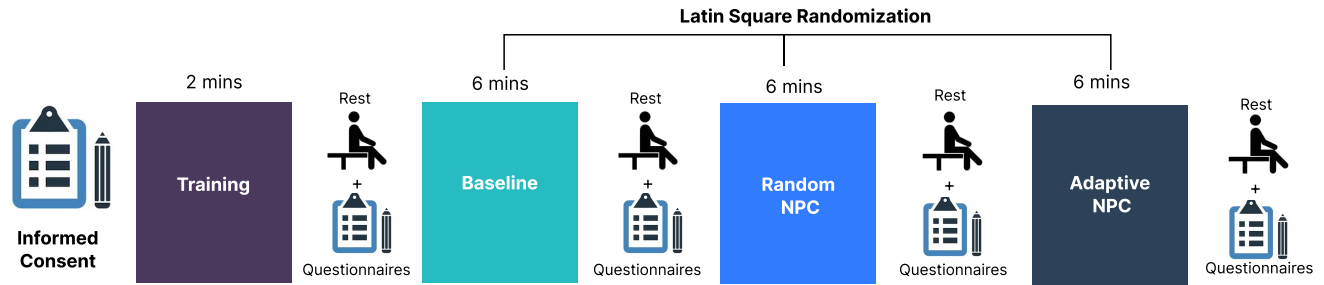 Latin Square Randomization
2 mins
6 mins
6 mins
6 mins
Informed
Consent
Training
Rest
+
Questionnaires
Baseline
Rest
+
Questionnaires
Random
NPC
Rest
+
Questionnaires
Adaptive
NPC
Rest
+
Questionnaires